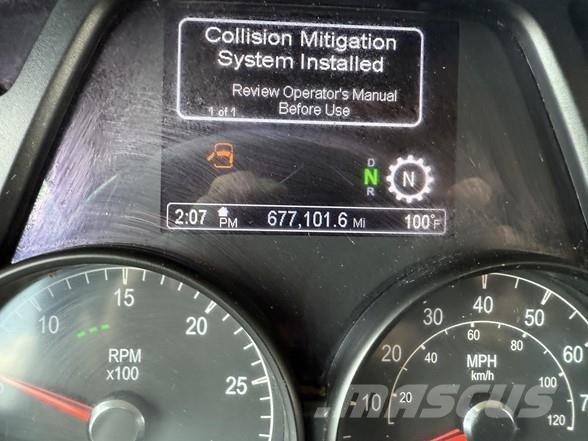 Collision Mitigation
System Installed
Review Operator's Manual
1 of 1 Before Use
D
N
R
N
2:07 PM 677,101.6 Mi 100°F
10 15 20 25
RPM
x100
10 20 30 40 50 60 7
MPH
km/h
20 40 60 80 100 120
MASCUS